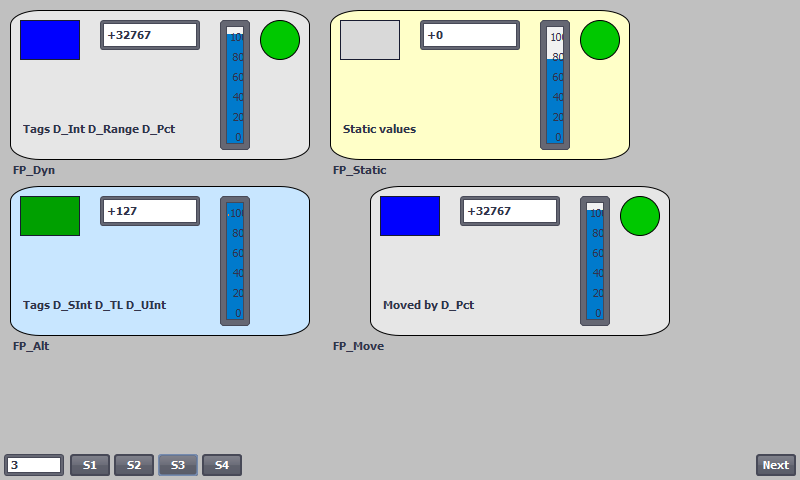 +32767
100
80
60
40
20
0
Tags D_Int D_Range D_Pct
FP_Dyn
+0
100
80
60
40
20
0
Static values
FP_Static
+127
100
80
60
40
20
0
Tags D_SInt D_TL D_UInt
FP_Alt
+32767
100
80
60
40
20
0
Moved by D_Pct
FP_Move
3
S1
S2
S3
S4
Next